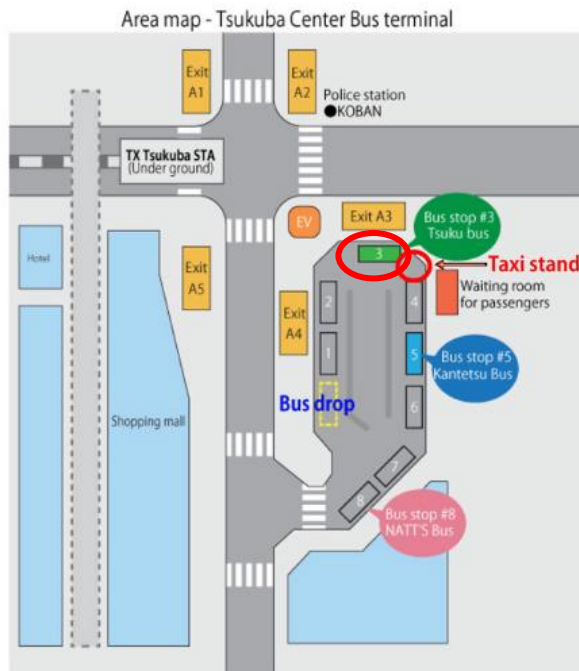 Area map - Tsukuba Center Bus terminal
Exit
A1
Exit
A2
Police station
●KOBAN
TX Tsukuba STA
(Under ground)
EV
Exit A3
Bus stop #3
Tsuku bus
3
Taxi stand
Hotel
Exit
A5
2
4
Waiting room
for passengers
Exit
A4
1
5
Bus stop #5
Kantetsu Bus
Bus drop
6
Shopping mall
7
8
Bus stop #8
NATT'S Bus